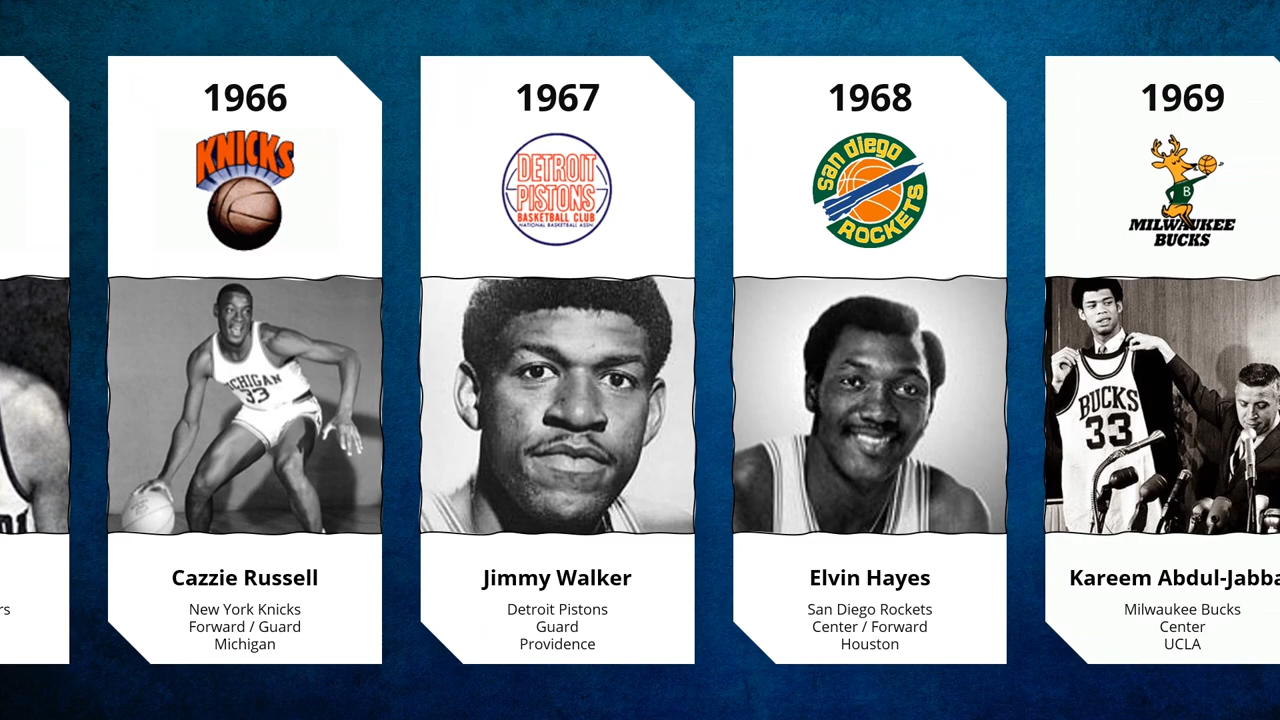 rs
1966
KNICKS
MICHIGAN
33
Cazzie Russell
New York Knicks
Forward / Guard
Michigan
1967
DETROIT
PISTONS
BASKETBALL CLUB
NATIONAL BASKETBALL ASSN.
Jimmy Walker
Detroit Pistons
Guard
Providence
1968
san diego
ROCKETS
Elvin Hayes
San Diego Rockets
Center / Forward
Houston
1969
B
MILWAUKEE
BUCKS
BUCKS
33
Kareem Abdul-Jabba
Milwaukee Bucks
Center
UCLA